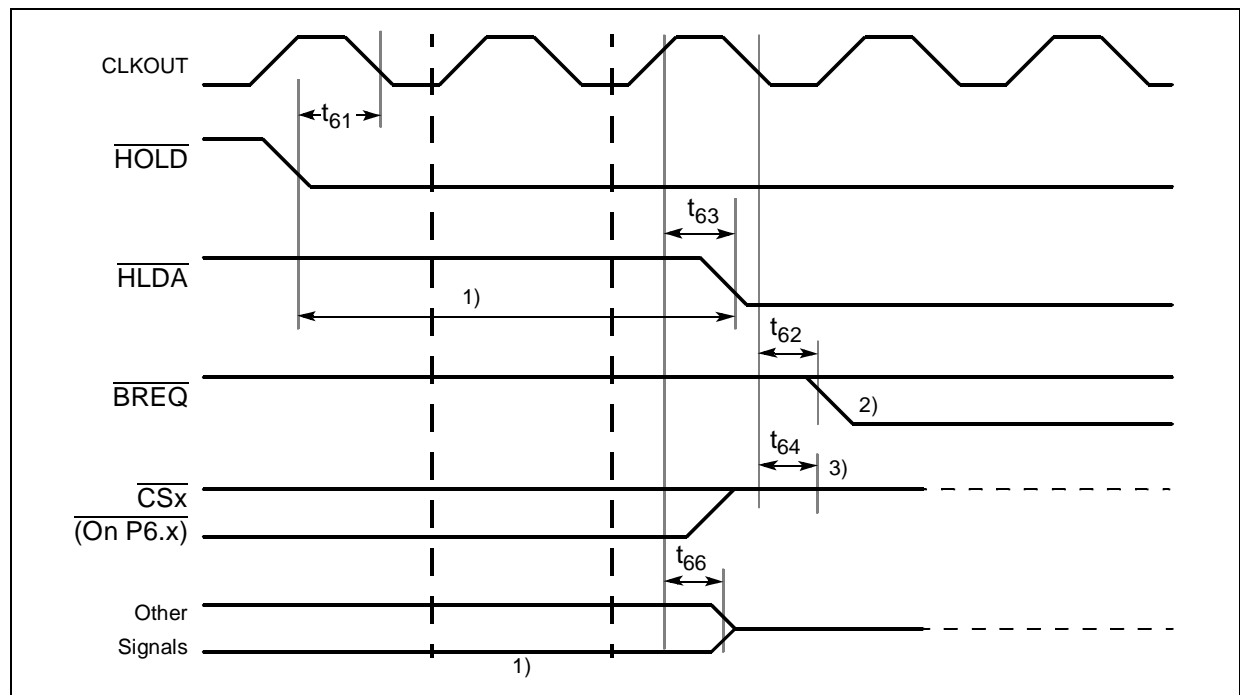 CLKOUT
t61
HOLD
t63
HLDA
1)
t62
BREQ
2)
t64
3)
CSx
(On P6.x)
t66
Other
Signals
1)